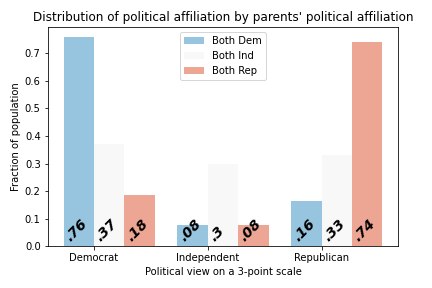 Distribution of political affiliation by parents' political affiliation
Both Dem
Both Ind
Both Rep
Fraction of population
0.7
0.6
0.5
0.4
0.3
0.2
0.1
0.0
.76
.37
.18
.08
.3
.08
.16
.33
.74
Democrat
Independent
Republican
Political view on a 3-point scale